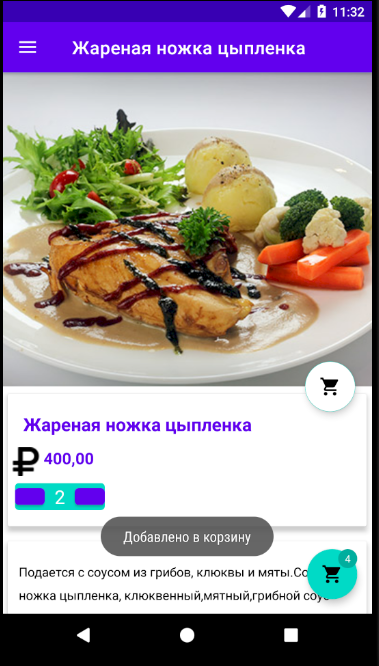 11:32
Жареная ножка цыпленка
Жареная ножка цыпленка
₽ 400,00
2
Добавлено в корзину
4
Подается с соусом из грибов, клюквы и мяты.Со
ножка цыпленка, клюквенный,мятный,грибной